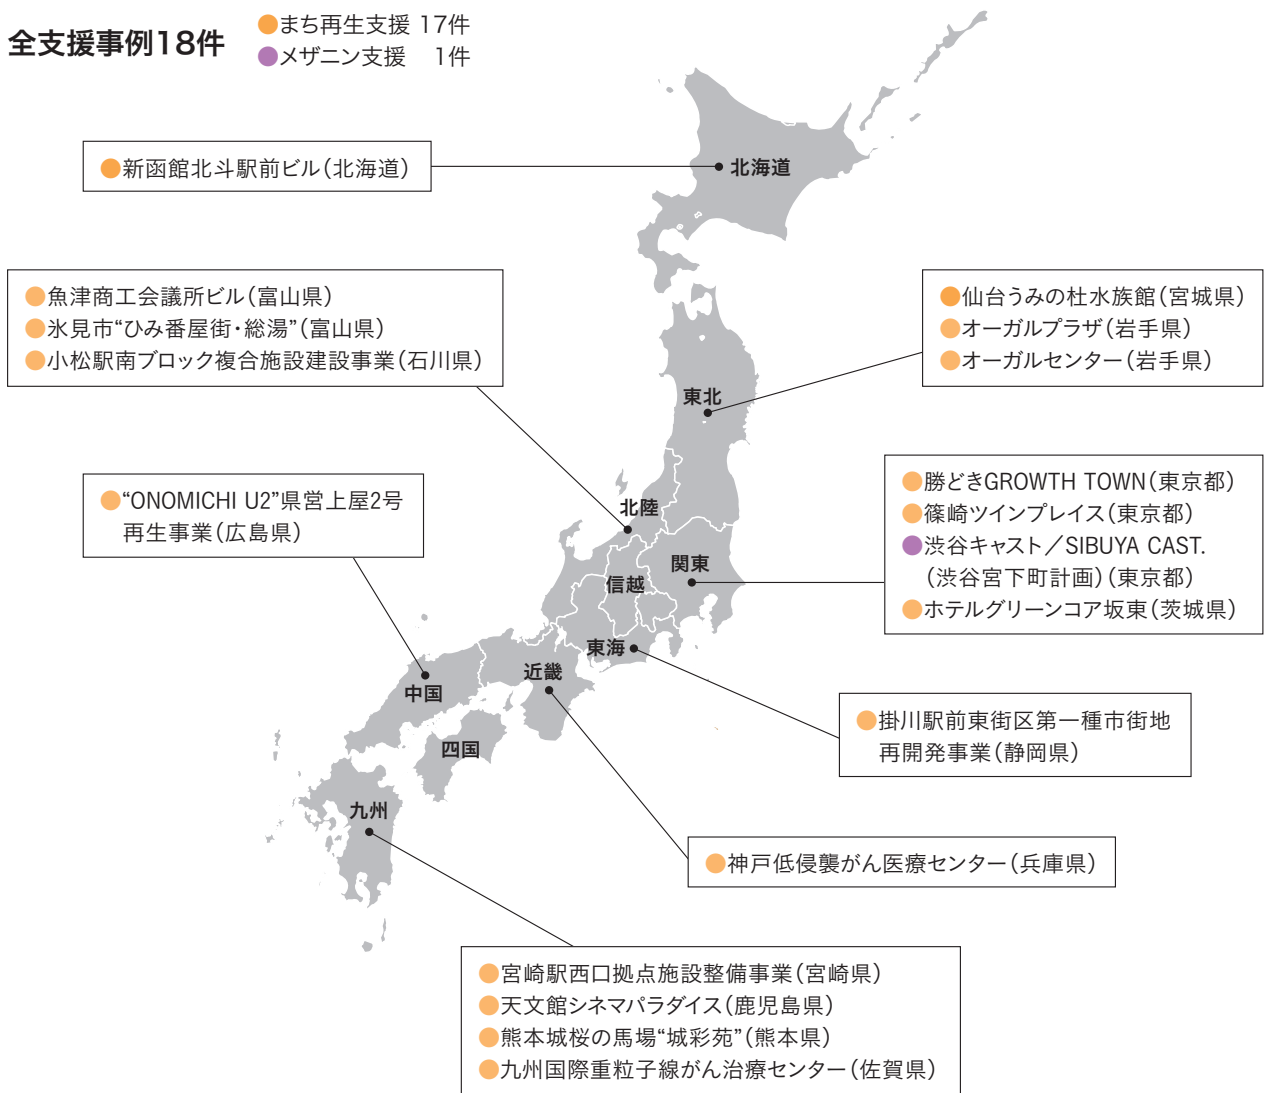 全支援事例18件
●まち再生支援 17件
●メザニン支援 1件
北海道
●新函館北斗駅前ビル(北海道)
●魚津商工会議所ビル(富山県)
●氷見市“ひみ番屋街・総湯”(富山県)
●小松駅南ブロック複合施設建設事業(石川県)
●仙台うみの杜水族館(宮城県)
●オーガルプラザ(岩手県)
●オーガルセンター(岩手県)
東北
●“ONOMICHI U2”県営上屋2号
再生事業(広島県)
北陸
関東
信越
●勝どきGROWTH TOWN(東京都)
●篠崎ツインプレイス(東京都)
●渋谷キャスト／SIBUYA CAST.
(渋谷宮下町計画)(東京都)
●ホテルグリーンコア坂東(茨城県)
東海
近畿
中国
四国
九州
●掛川駅前東街区第一種市街地
再開発事業(静岡県)
●神戸低侵襲がん医療センター(兵庫県)
●宮崎駅西口拠点施設整備事業(宮崎県)
●天文館シネマパラダイス(鹿児島県)
●熊本城桜の馬場“城彩苑”(熊本県)
●九州国際重粒子線がん治療センター(佐賀県)